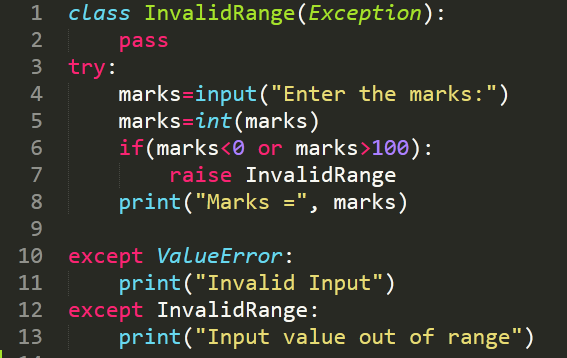 1 class InvalidRange(Exception):
2     pass
3 try:
4     marks=input("Enter the marks:")
5     marks=int(marks)
6     if(marks<0 or marks>100):
7         raise InvalidRange
8     print("Marks =", marks)
9
10 except ValueError:
11     print("Invalid Input")
12 except InvalidRange:
13     print("Input value out of range")